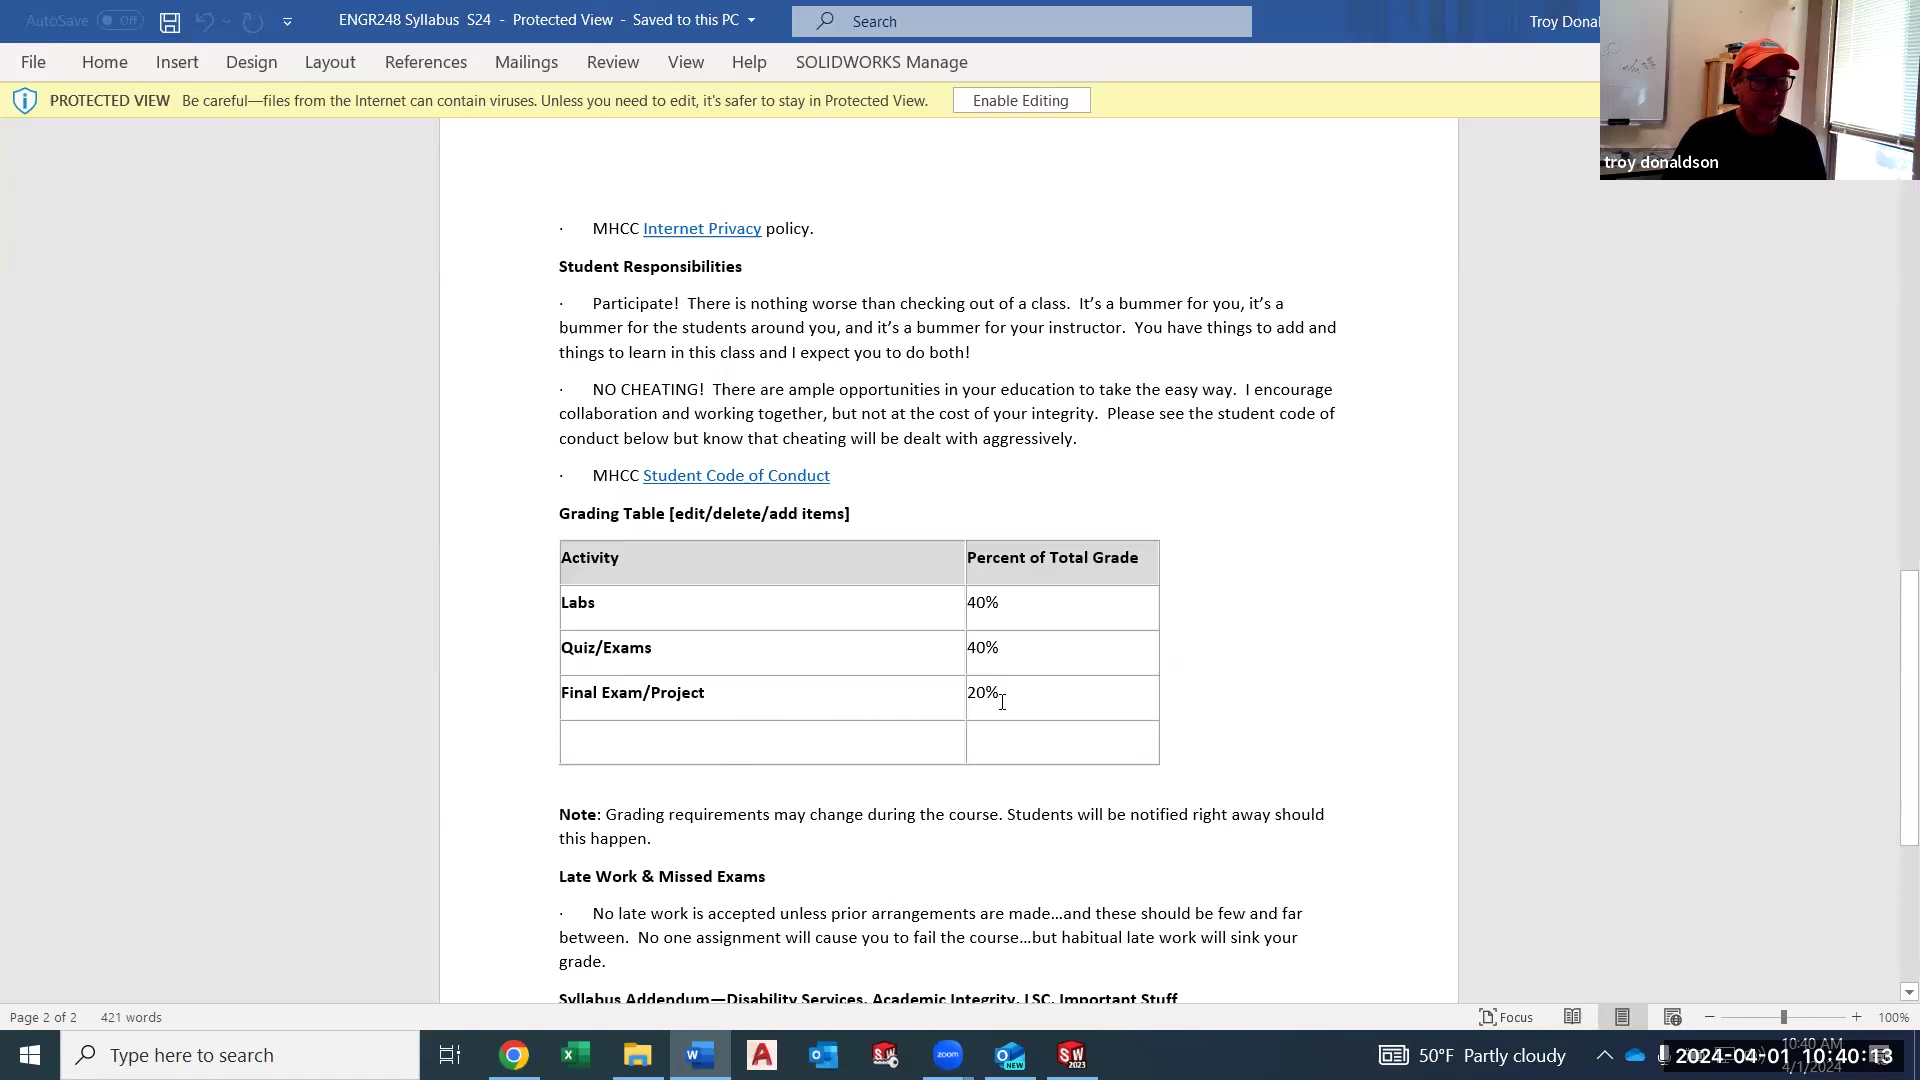 AutoSave Off
ENGR248 Syllabus S24 - Protected View - Saved to this PC
Search
Troy Donal
File Home Insert Design Layout References Mailings Review View Help SOLIDWORKS Manage
PROTECTED VIEW Be careful—files from the Internet can contain viruses. Unless you need to edit, it's safer to stay in Protected View. Enable Editing
troy donaldson
· MHCC Internet Privacy policy.
Student Responsibilities
· Participate! There is nothing worse than checking out of a class. It’s a bummer for you, it’s a
bummer for the students around you, and it’s a bummer for your instructor. You have things to add and
things to learn in this class and I expect you to do both!
· NO CHEATING! There are ample opportunities in your education to take the easy way. I encourage
collaboration and working together, but not at the cost of your integrity. Please see the student code of
conduct below but know that cheating will be dealt with aggressively.
· MHCC Student Code of Conduct
Grading Table [edit/delete/add items]
Activity Percent of Total Grade
Labs 40%
Quiz/Exams 40%
Final Exam/Project 20%
Note: Grading requirements may change during the course. Students will be notified right away should
this happen.
Late Work & Missed Exams
· No late work is accepted unless prior arrangements are made…and these should be few and far
between. No one assignment will cause you to fail the course…but habitual late work will sink your
grade.
Syllabus Addendum—Disability Services, Academic Integrity, LSC, Important Stuff
Page 2 of 2 421 words
Focus
100%
Type here to search
zoom
NEW
SW
2023
50°F Partly cloudy
10:40 AM
2024-04-01 10:40:13
4/1/2024